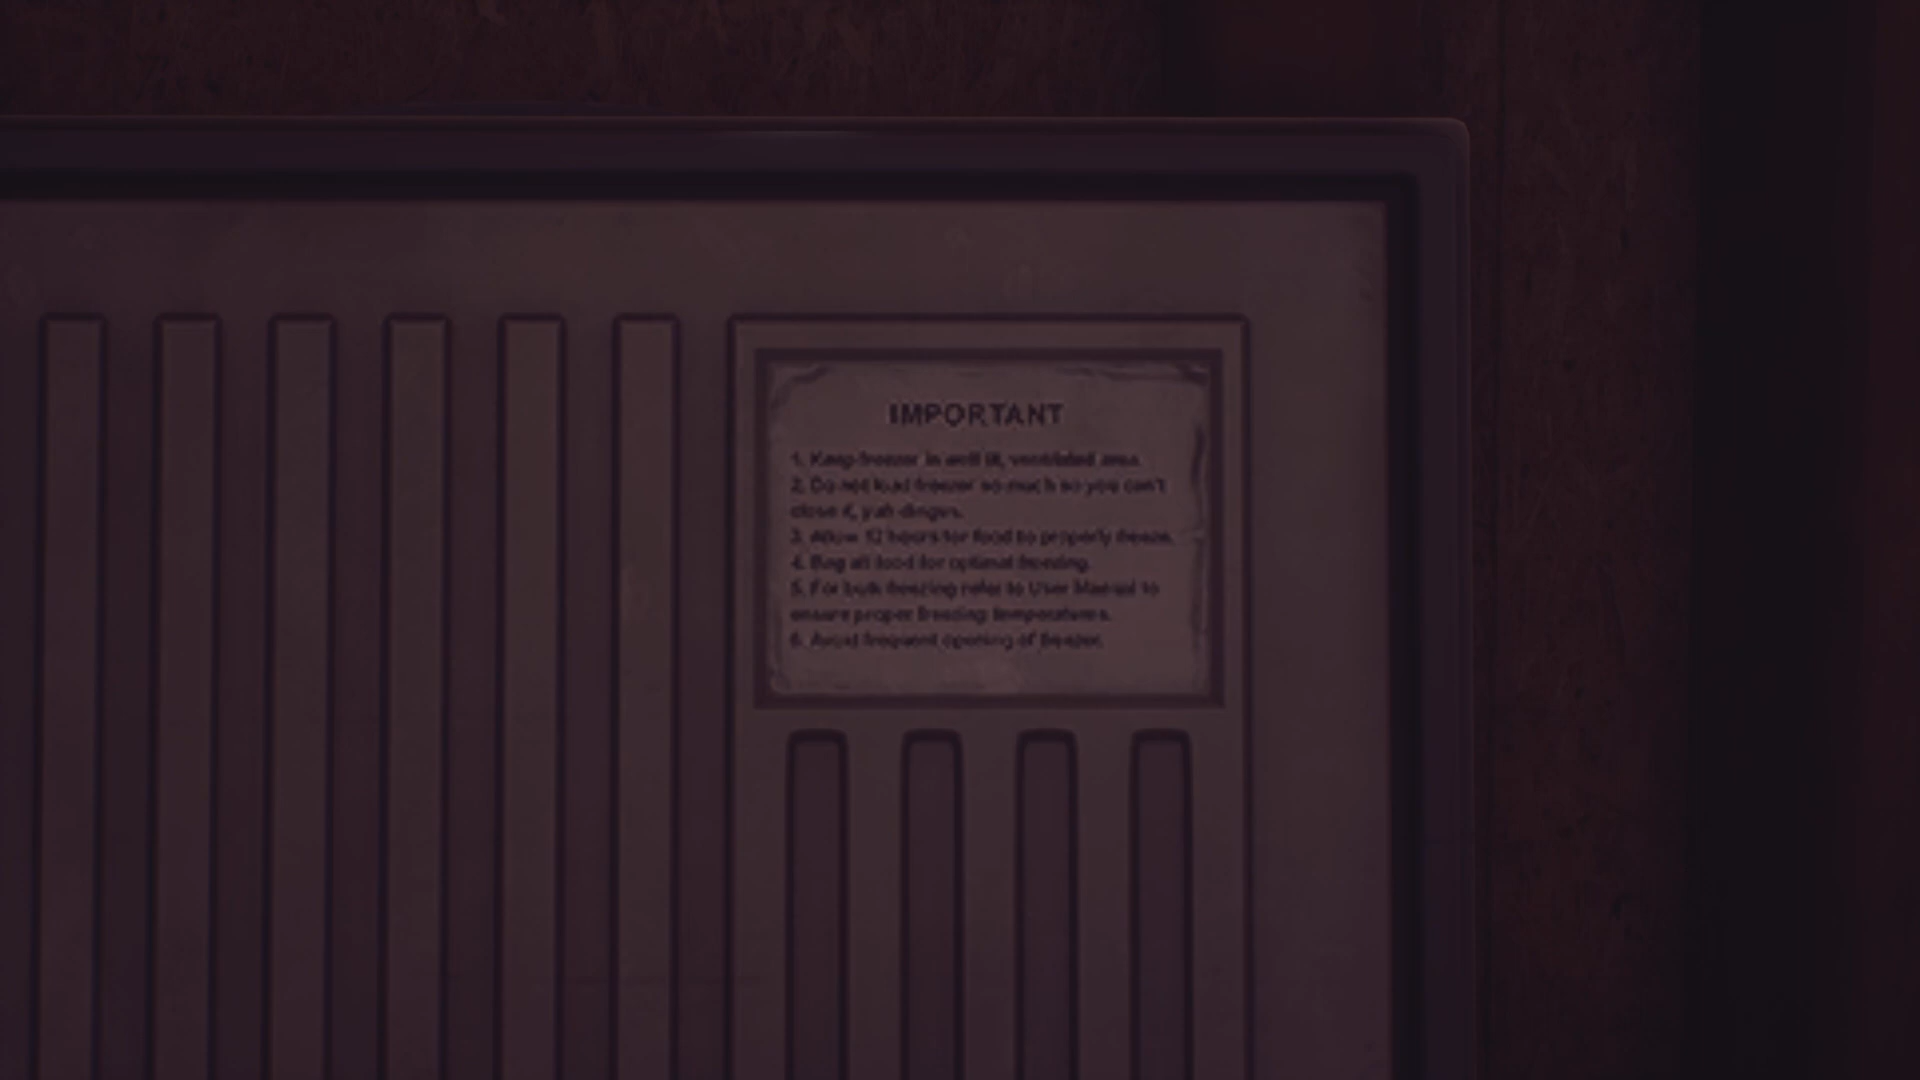 IMPORTANT
1. Keep freezer in well lit, ventilated area.
2. Do not load freezer so much so you can't
close it, yah dingus.
3. Allow 12 hours for food to properly freeze.
4. Bag all food for optimal freezing.
5. For bulk freezing refer to User Manual to
ensure proper freezing temperatures.
6. Avoid frequent opening of freezer.